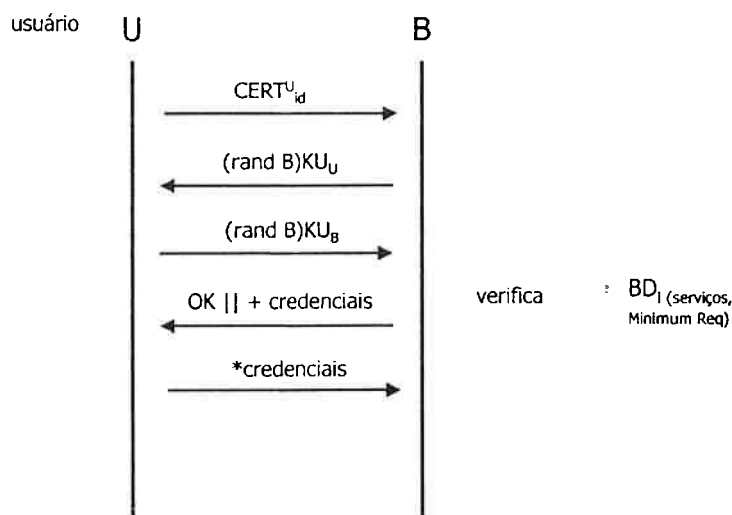 usuário U B
CERTᵁid
(rand B)KUU
(rand B)KUB
OK || + credenciais
verifica : BDI (serviços,
Minimum Req)
*credenciais